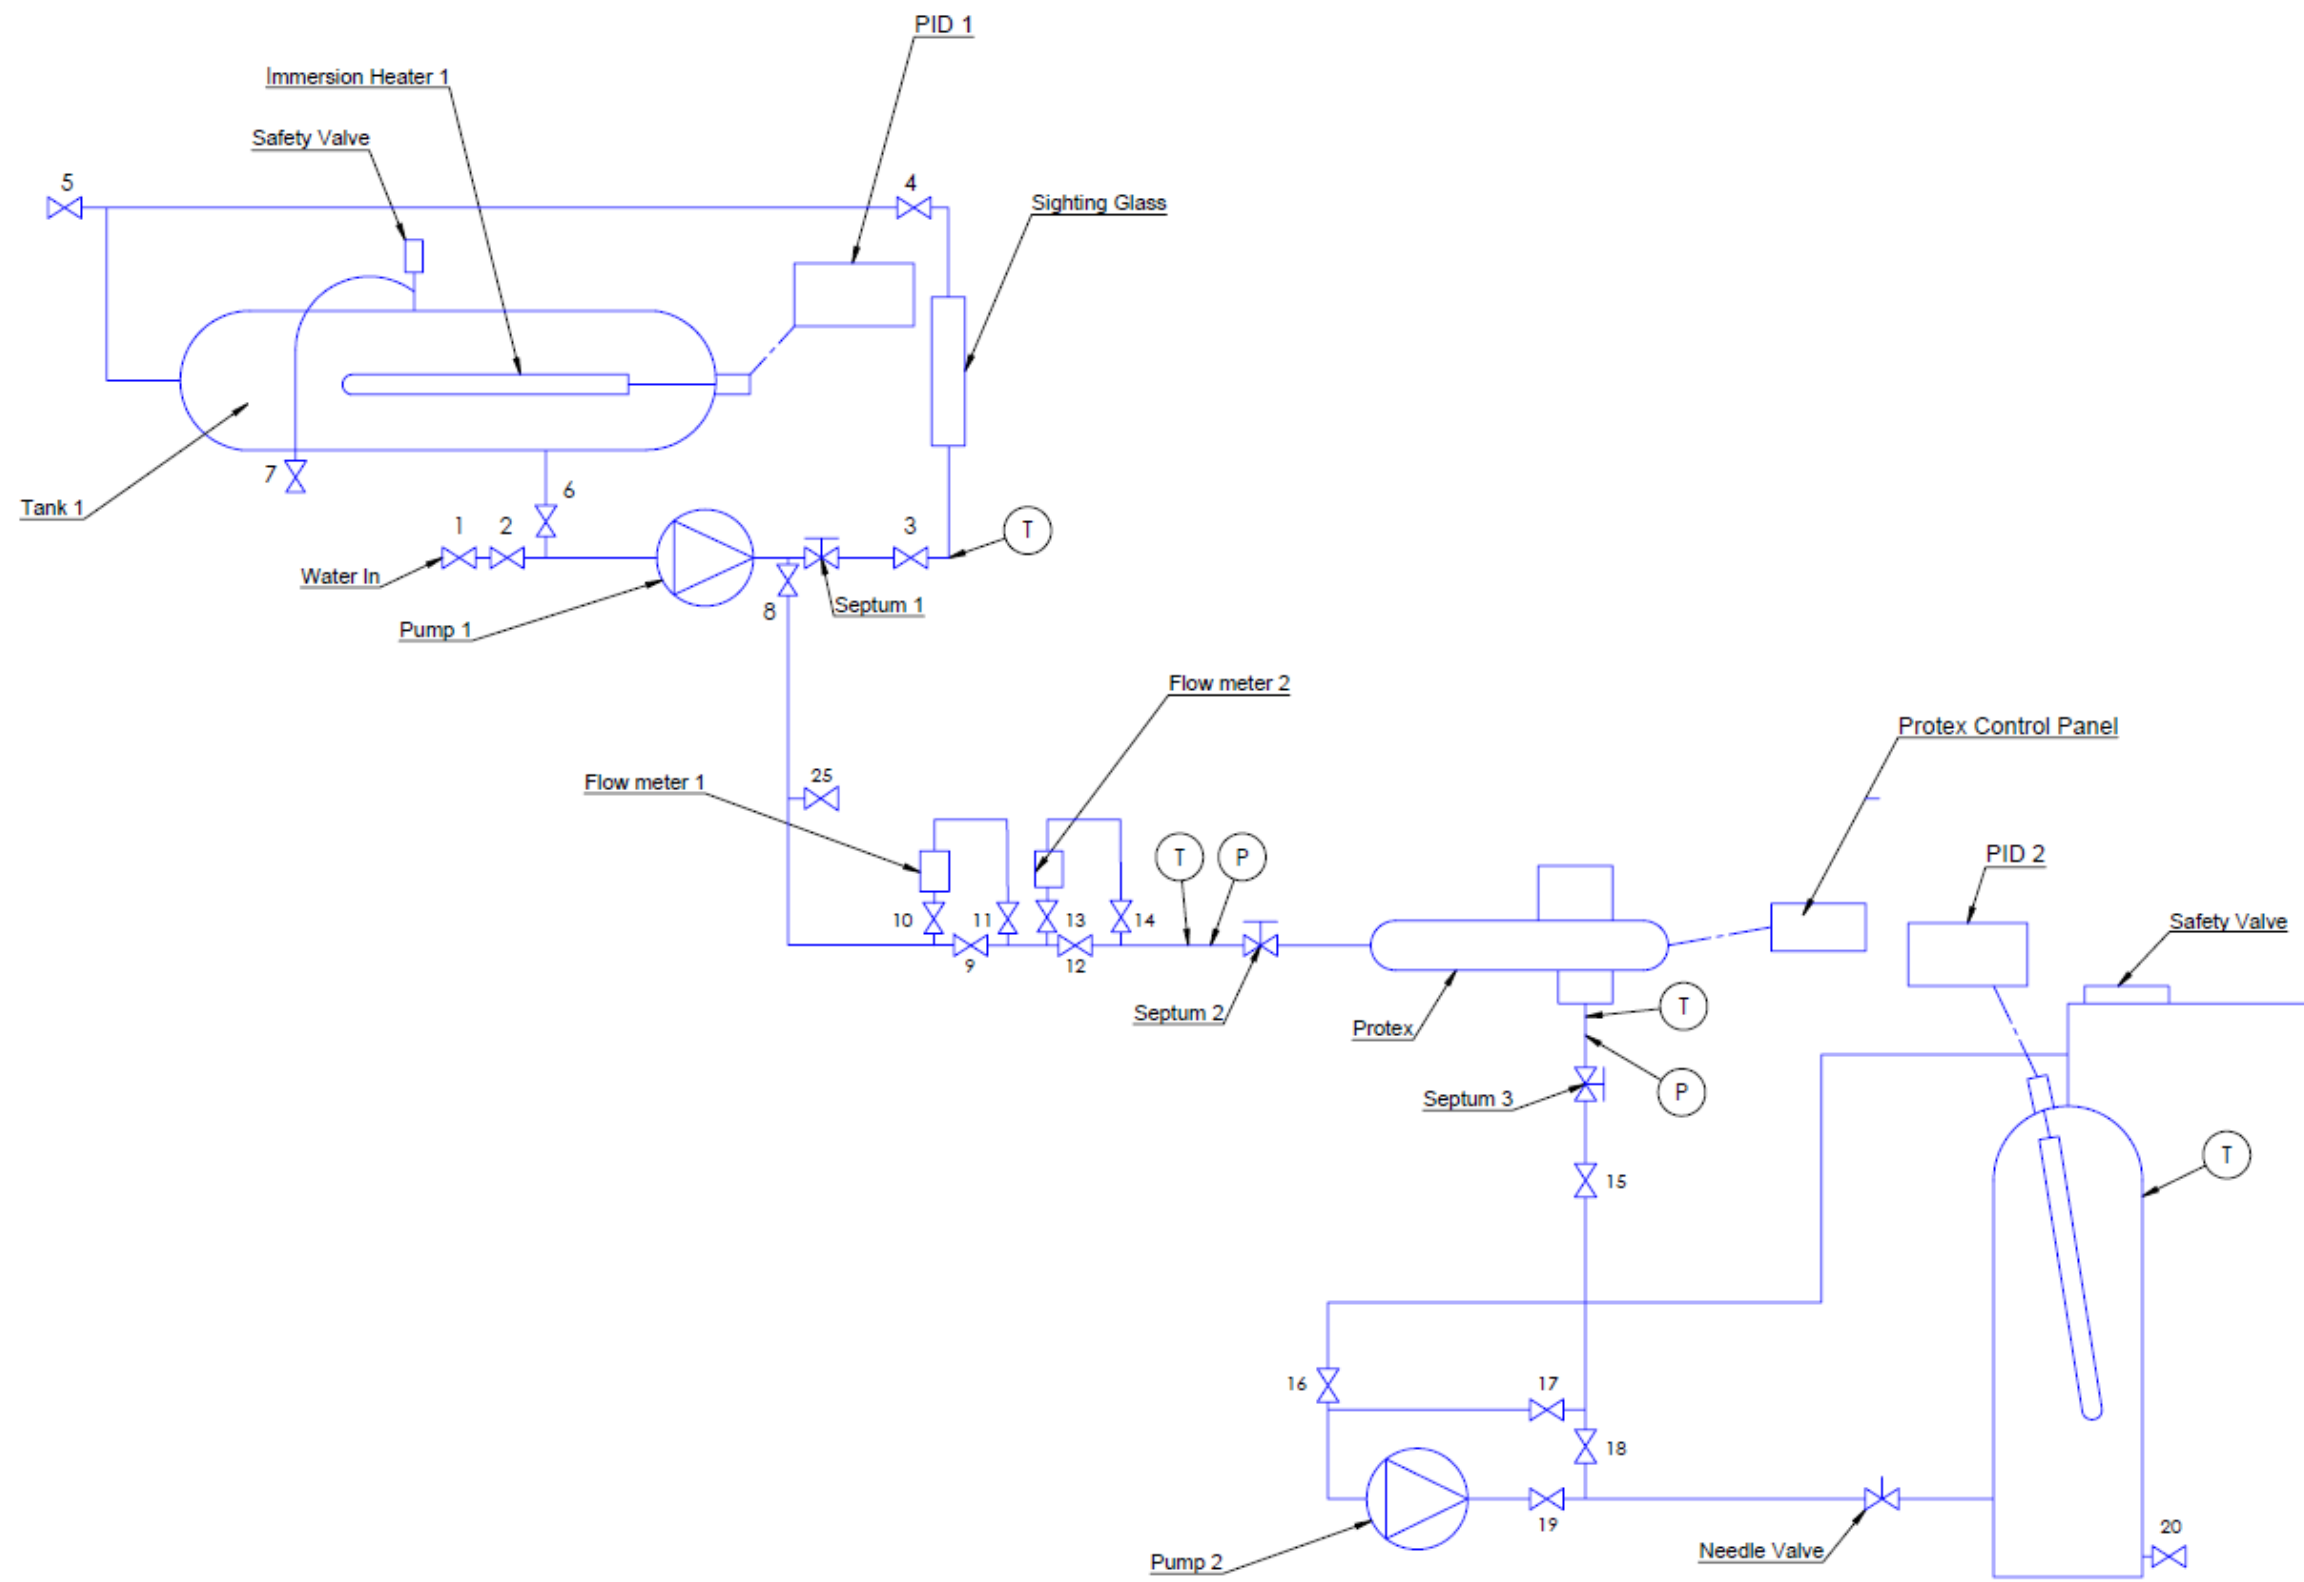 PID 1
Immersion Heater 1
Safety Valve
5
4
Sighting Glass
7
6
Tank 1
1
2
3
T
Water In
8
Septum 1
Pump 1
Flow meter 2
Protex Control Panel
25
Flow meter 1
T
P
PID 2
10
11
13
14
Safety Valve
9
12
Septum 2
T
Protex
P
Septum 3
T
15
16
17
18
19
20
Needle Valve
Pump 2